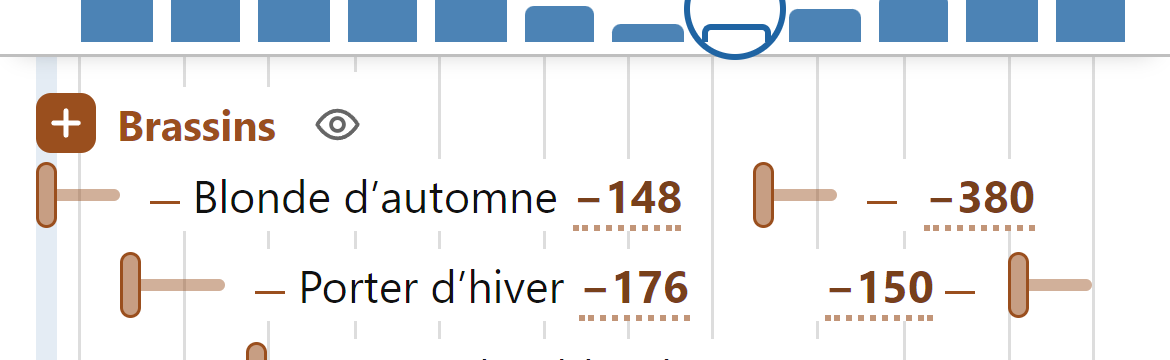 Brassins
– Blonde d’automne –148 – –380
– Porter d’hiver –176 –150 –